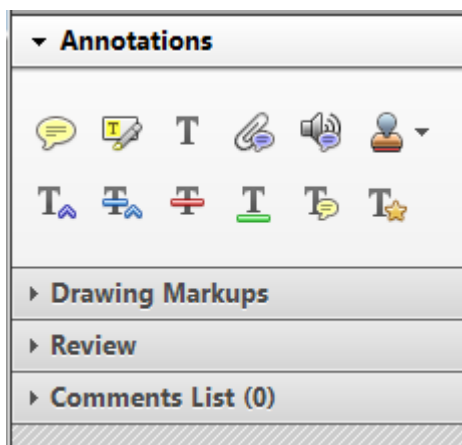 Annotations
T T
T T T T T T
Drawing Markups
Review
Comments List (0)